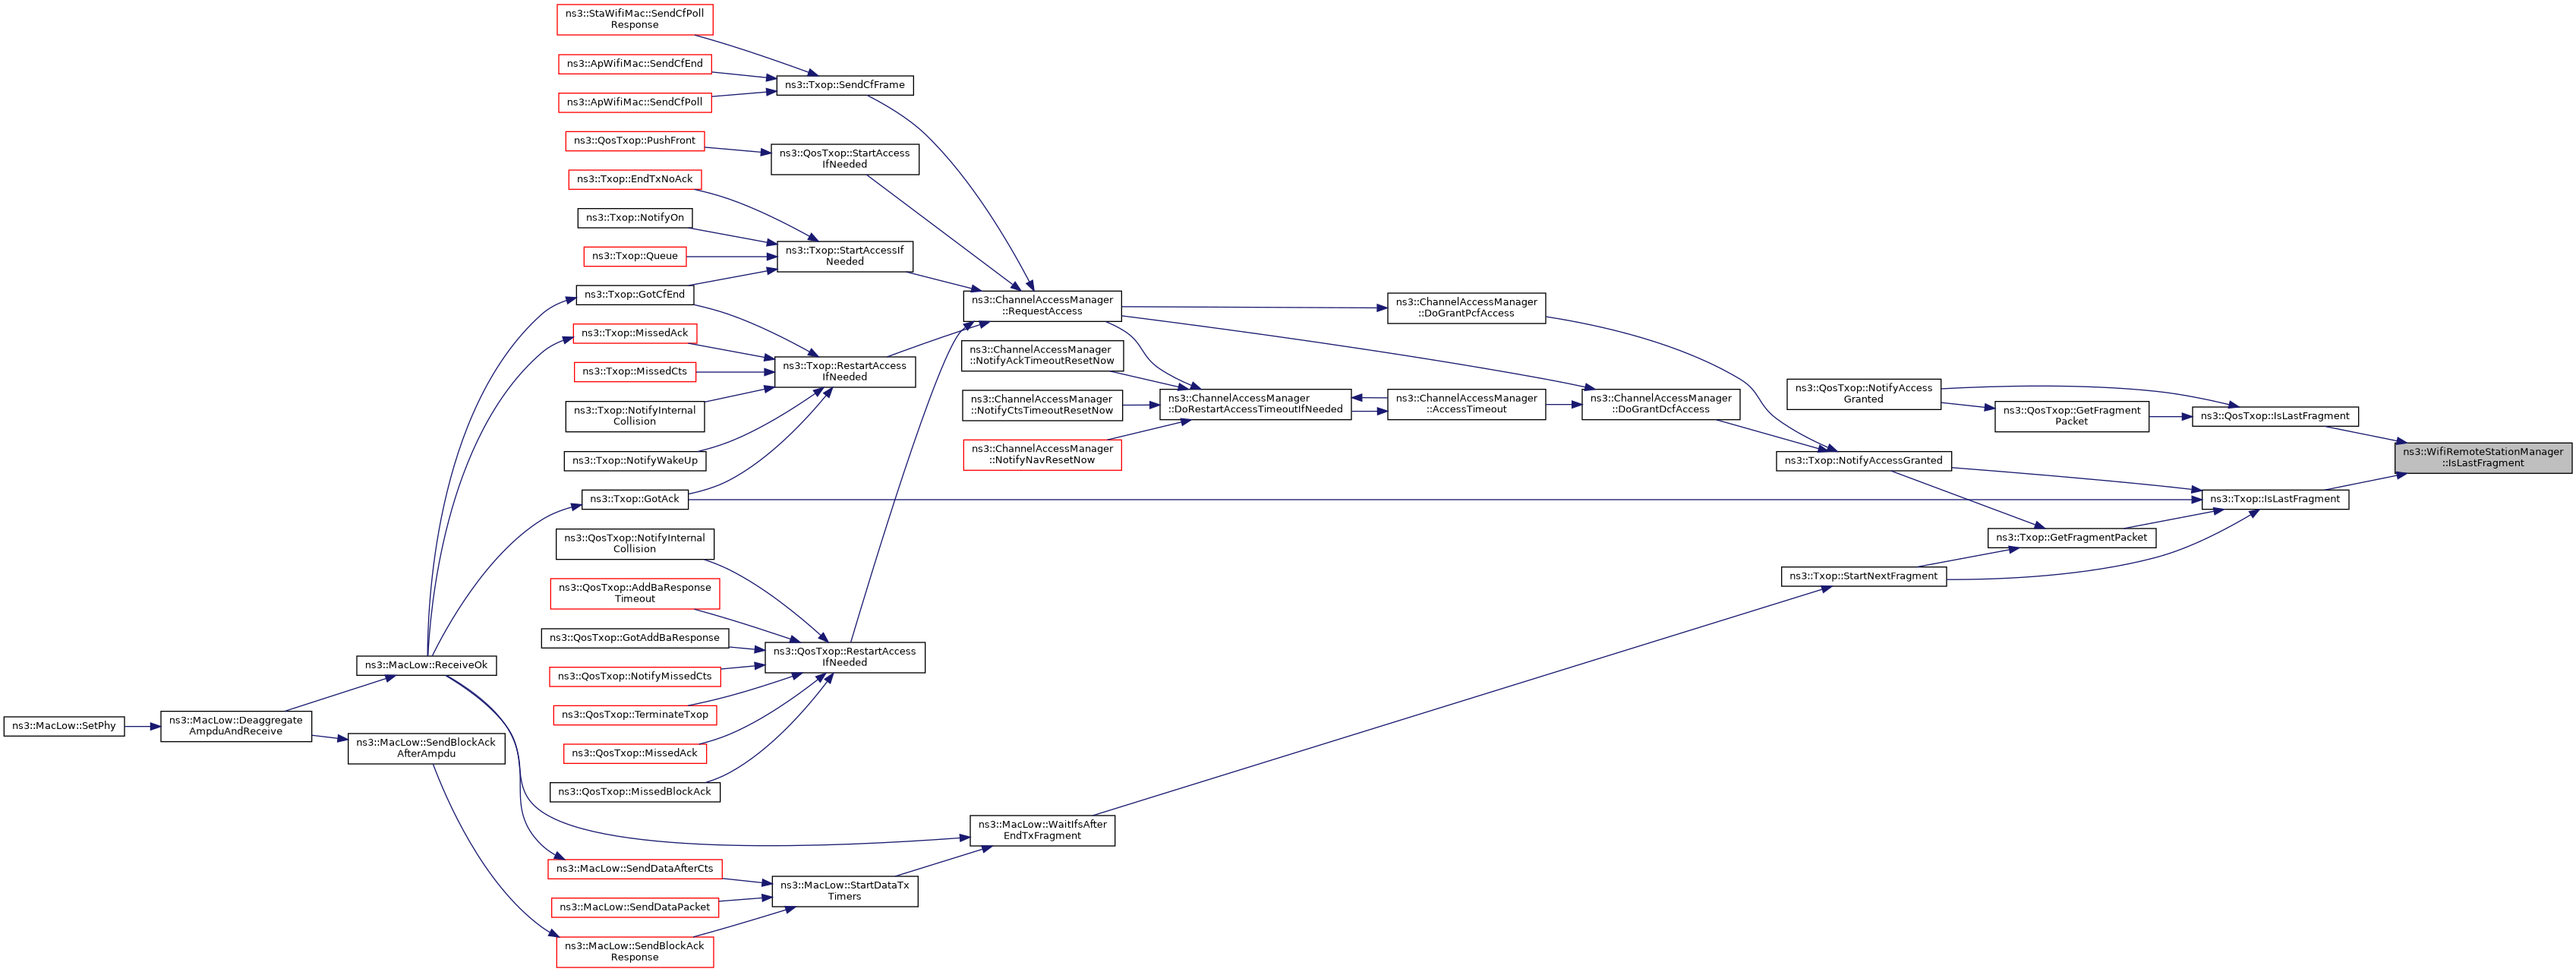 ns3::StaWifiMac::SendCfPoll
Response
ns3::ApWifiMac::SendCfEnd
ns3::Txop::SendCfFrame
ns3::ApWifiMac::SendCfPoll
ns3::QosTxop::PushFront
ns3::QosTxop::StartAccess
IfNeeded
ns3::Txop::EndTxNoAck
ns3::Txop::NotifyOn
ns3::Txop::StartAccessIf
Needed
ns3::Txop::Queue
ns3::Txop::GotCfEnd
ns3::ChannelAccessManager
::RequestAccess
ns3::ChannelAccessManager
::DoGrantPcfAccess
ns3::Txop::MissedAck
ns3::ChannelAccessManager
::NotifyAckTimeoutResetNow
ns3::Txop::MissedCts
ns3::Txop::RestartAccess
IfNeeded
ns3::QosTxop::NotifyAccess
Granted
ns3::Txop::NotifyInternal
Collision
ns3::ChannelAccessManager
::NotifyCtsTimeoutResetNow
ns3::ChannelAccessManager
::DoRestartAccessTimeoutIfNeeded
ns3::ChannelAccessManager
::AccessTimeout
ns3::ChannelAccessManager
::DoGrantDcfAccess
ns3::QosTxop::GetFragment
Packet
ns3::QosTxop::IsLastFragment
ns3::ChannelAccessManager
::NotifyNavResetNow
ns3::WifiRemoteStationManager
::IsLastFragment
ns3::Txop::NotifyWakeUp
ns3::Txop::NotifyAccessGranted
ns3::Txop::GotAck
ns3::Txop::IsLastFragment
ns3::QosTxop::NotifyInternal
Collision
ns3::Txop::GetFragmentPacket
ns3::Txop::StartNextFragment
ns3::QosTxop::AddBaResponse
Timeout
ns3::QosTxop::GotAddBaResponse
ns3::QosTxop::RestartAccess
IfNeeded
ns3::MacLow::ReceiveOk
ns3::QosTxop::NotifyMissedCts
ns3::QosTxop::TerminateTxop
ns3::MacLow::SetPhy
ns3::MacLow::Deaggregate
AmpduAndReceive
ns3::MacLow::SendBlockAck
AfterAmpdu
ns3::QosTxop::MissedAck
ns3::QosTxop::MissedBlockAck
ns3::MacLow::WaitIfsAfter
EndTxFragment
ns3::MacLow::SendDataAfterCts
ns3::MacLow::StartDataTx
Timers
ns3::MacLow::SendDataPacket
ns3::MacLow::SendBlockAck
Response